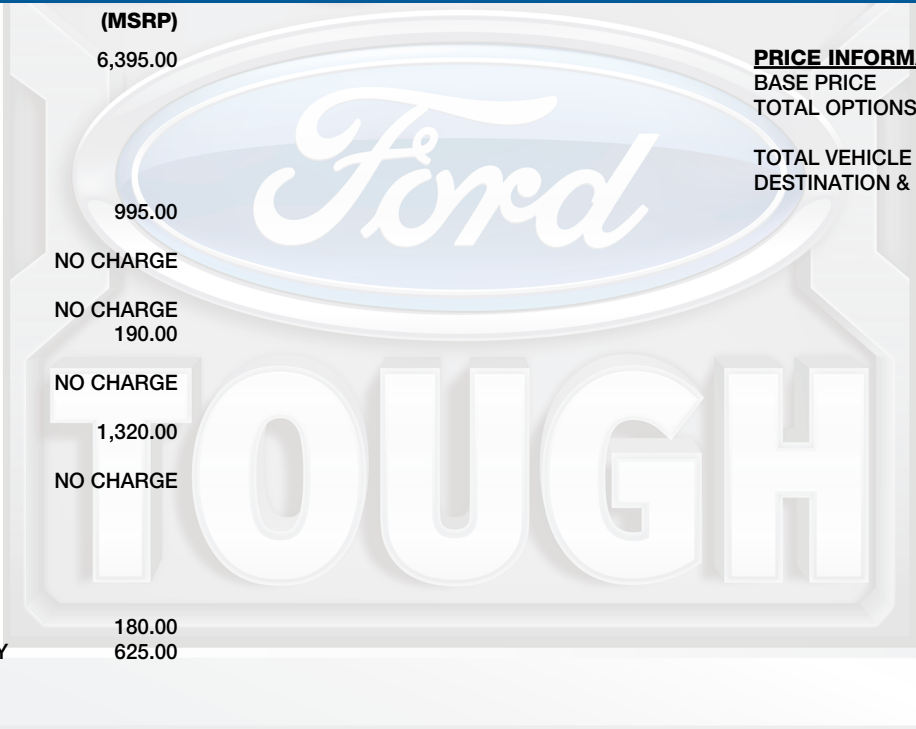 (MSRP)
6,395.00
PRICE INFORM
BASE PRICE
TOTAL OPTIONS
TOTAL VEHICLE
DESTINATION &
995.00
NO CHARGE
NO CHARGE
190.00
NO CHARGE
1,320.00
NO CHARGE
180.00
Y 625.00
Ford
TOUGH